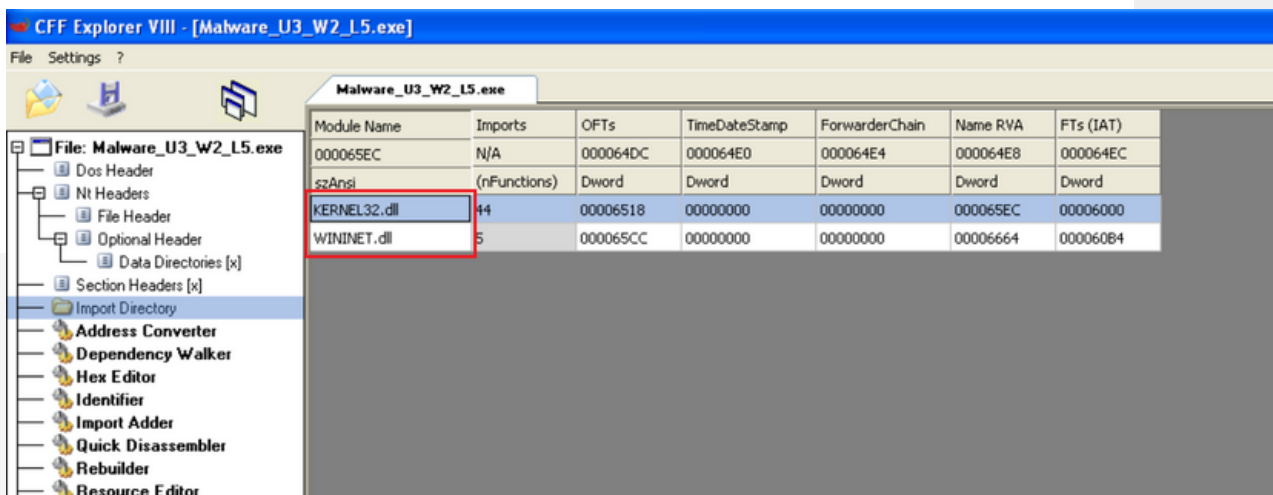 CFF Explorer VIII - [Malware_U3_W2_L5.exe]
File Settings ?
Malware_U3_W2_L5.exe
File: Malware_U3_W2_L5.exe
Dos Header
Nt Headers
File Header
Optional Header
Data Directories [x]
Section Headers [x]
Import Directory
Address Converter
Dependency Walker
Hex Editor
Identifier
Import Adder
Quick Disassembler
Rebuilder
Resource Editor
Module Name Imports OFTs TimeDateStamp ForwarderChain Name RVA FTs (IAT)
000065EC N/A 000064DC 000064E0 000064E4 000064E8 000064EC
szAnsi (nFunctions) Dword Dword Dword Dword Dword
KERNEL32.dll 44 00006518 00000000 00000000 000065EC 00006000
WININET.dll 5 000065CC 00000000 00000000 00006664 000060B4